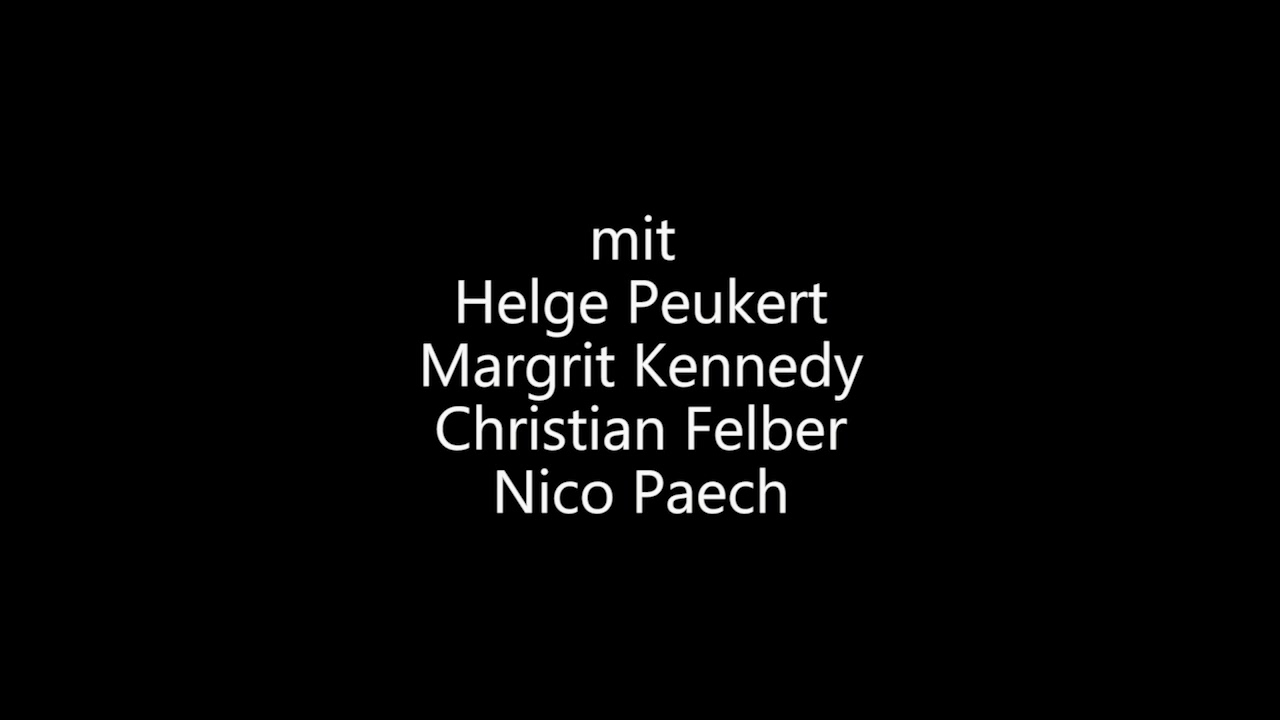 mit
Helge Peukert
Margrit Kennedy
Christian Felber
Nico Paech